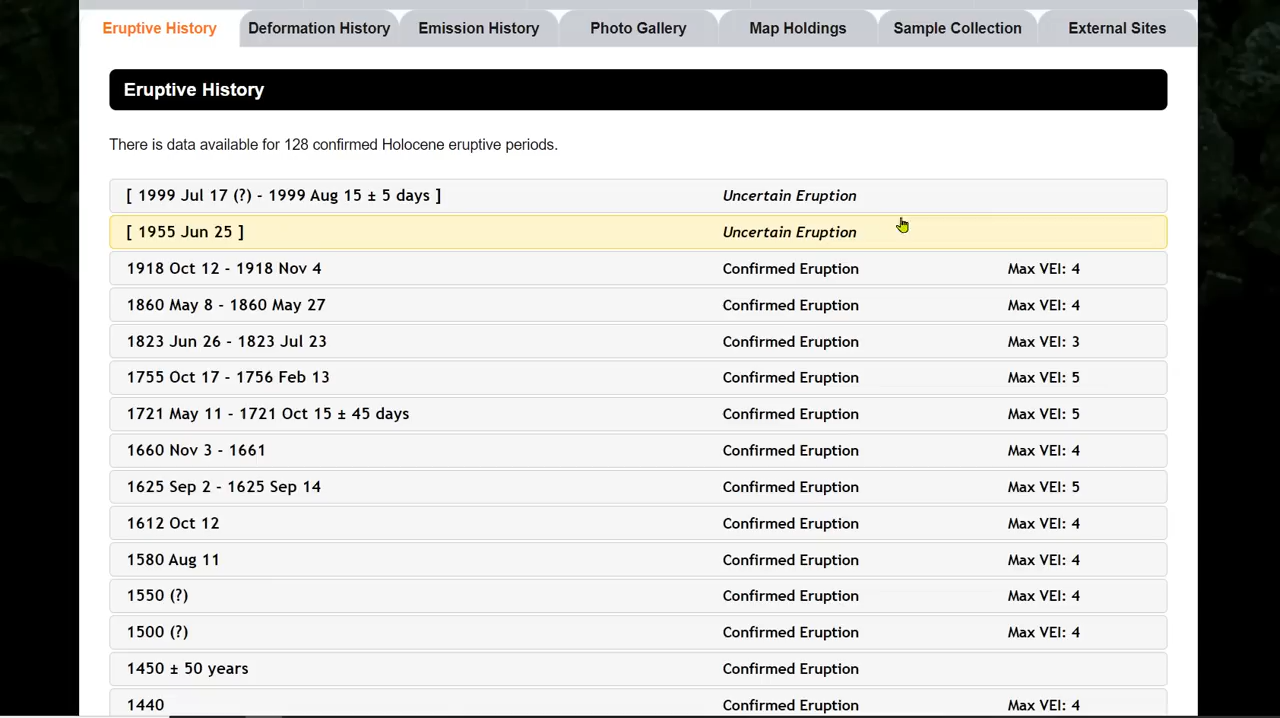 Eruptive History Deformation History Emission History Photo Gallery Map Holdings Sample Collection External Sites
Eruptive History
There is data available for 128 confirmed Holocene eruptive periods.
[ 1999 Jul 17 (?) - 1999 Aug 15 ± 5 days ] Uncertain Eruption
[ 1955 Jun 25 ] Uncertain Eruption
1918 Oct 12 - 1918 Nov 4 Confirmed Eruption Max VEI: 4
1860 May 8 - 1860 May 27 Confirmed Eruption Max VEI: 4
1823 Jun 26 - 1823 Jul 23 Confirmed Eruption Max VEI: 3
1755 Oct 17 - 1756 Feb 13 Confirmed Eruption Max VEI: 5
1721 May 11 - 1721 Oct 15 ± 45 days Confirmed Eruption Max VEI: 5
1660 Nov 3 - 1661 Confirmed Eruption Max VEI: 4
1625 Sep 2 - 1625 Sep 14 Confirmed Eruption Max VEI: 5
1612 Oct 12 Confirmed Eruption Max VEI: 4
1580 Aug 11 Confirmed Eruption Max VEI: 4
1550 (?) Confirmed Eruption Max VEI: 4
1500 (?) Confirmed Eruption Max VEI: 4
1450 ± 50 years Confirmed Eruption
1440 Confirmed Eruption Max VEI: 4